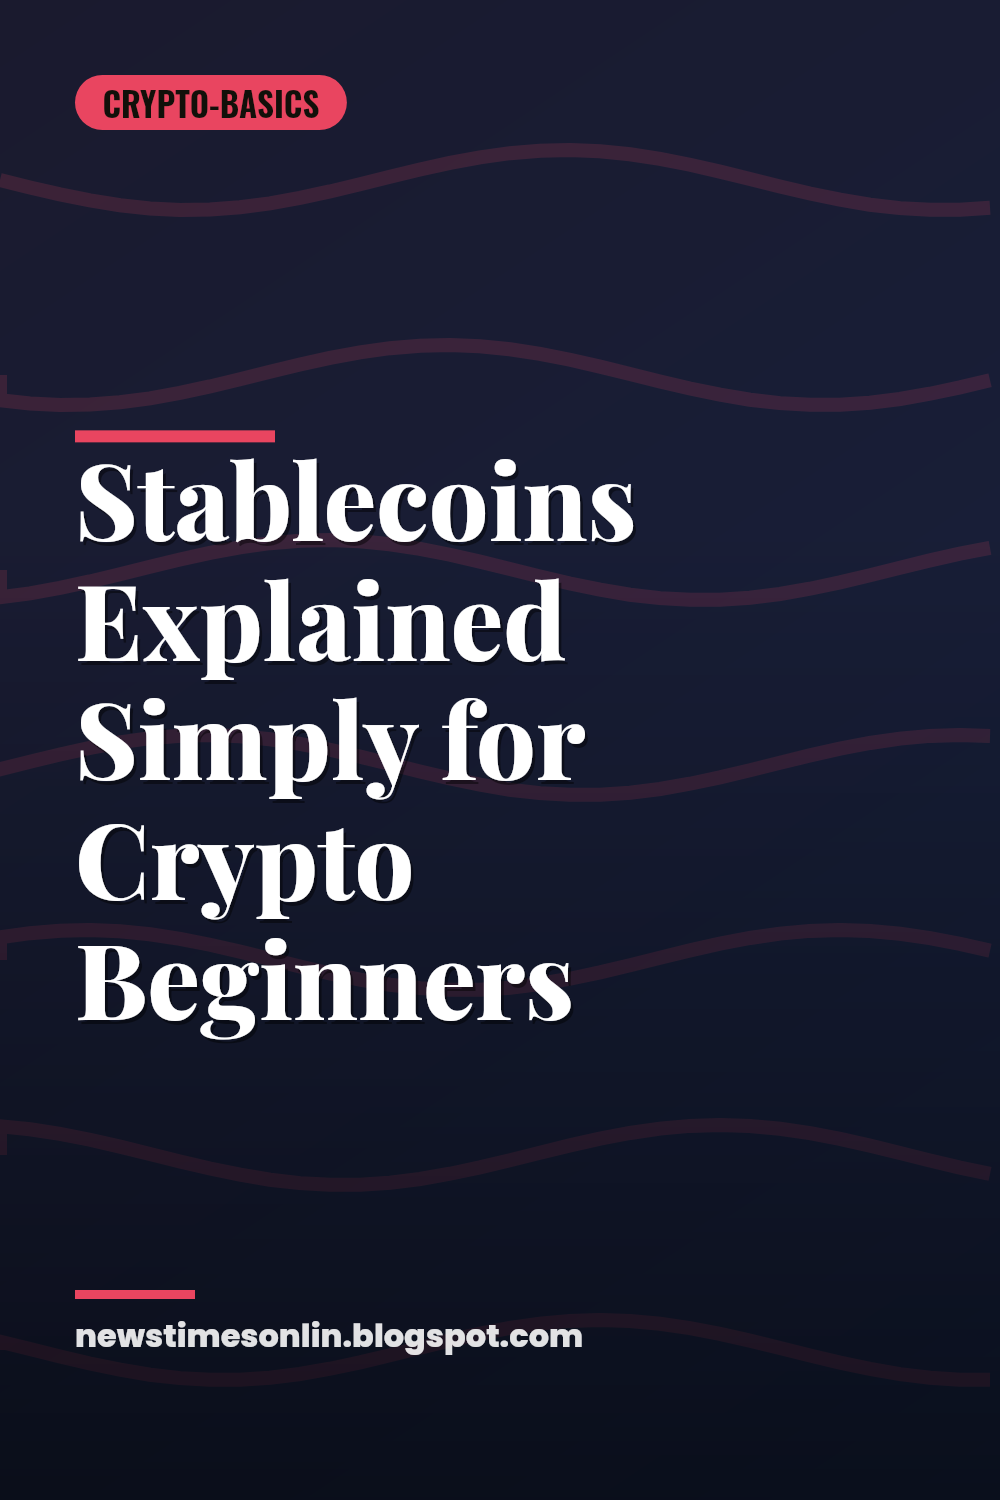 CRYPTO-BASICS
Stablecoins
Explained
Simply for
Crypto
Beginners
newstimesonlin.blogspot.com